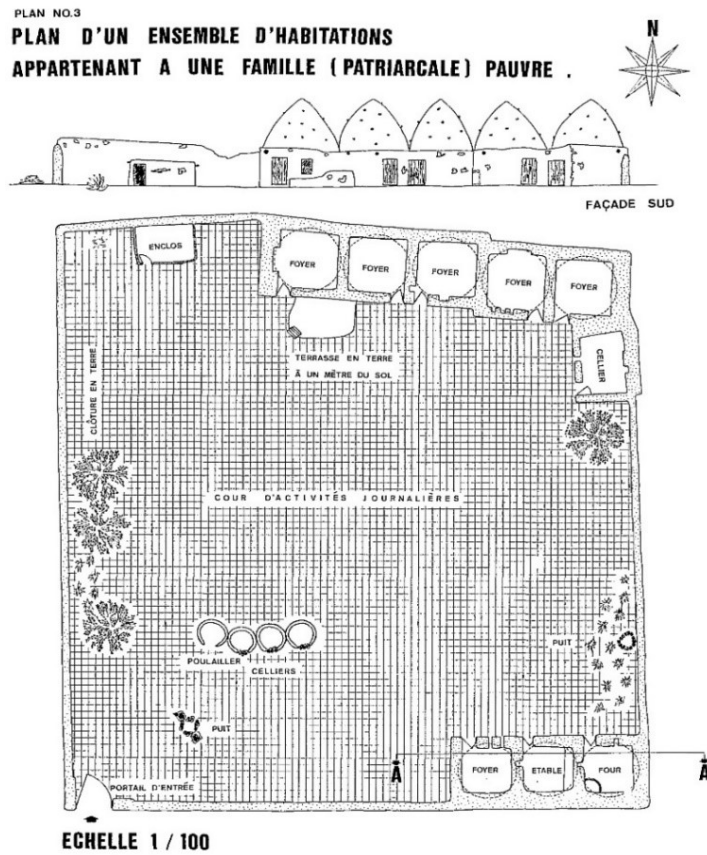 PLAN NO.3
PLAN D'UN ENSEMBLE D'HABITATIONS
APPARTENANT A UNE FAMILLE ( PATRIARCALE ) PAUVRE .
N
FAÇADE SUD
ENCLOS
FOYER
FOYER
FOYER
FOYER
FOYER
TERRASSE EN TERRE
À UN MÈTRE DU SOL
CELLIER
CLÔTURE EN TERRE
COUR D'ACTIVITÉS JOURNALIÈRES
PUIT
POULAILLER
CELLIERS
PUIT
A
A
FOYER
ETABLE
FOUR
PORTAIL D'ENTRÉE
ECHELLE 1 / 100